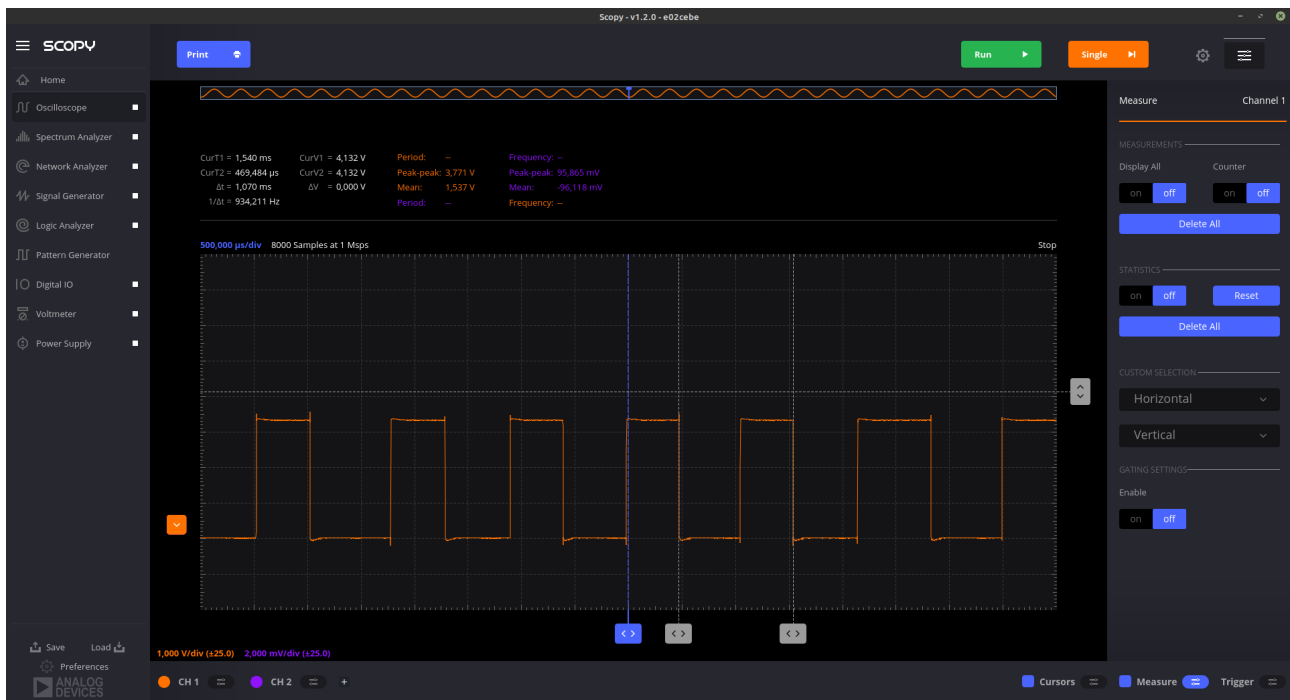 Scopy - v1.2.0 - e02cebe
SCOPY
Home
Oscilloscope
Spectrum Analyzer
Network Analyzer
Signal Generator
Logic Analyzer
Pattern Generator
Digital IO
Voltmeter
Power Supply
Save Load
Preferences
ANALOG
DEVICES
Print Run Single
CurT1 = 1,540 ms CurV1 = 4,132 V Period: -- Frequency: --
CurT2 = 469,484 µs CurV2 = 4,132 V Peak-peak: 3,771 V Peak-peak: 95,865 mV
Δt = 1,070 ms ΔV = 0,000 V Mean: 1,537 V Mean: -96,118 mV
1/Δt = 934,211 Hz Period: -- Frequency: --
500,000 µs/div 8000 Samples at 1 Msps Stop
1,000 V/div (±25.0) 2,000 mV/div (±25.0)
CH 1 CH 2 + Cursors Measure Trigger
Measure Channel 1
MEASUREMENTS
Display All Counter
on off on off
Delete All
STATISTICS
on off Reset
Delete All
CUSTOM SELECTION
Horizontal
Vertical
GATING SETTINGS
Enable
on off